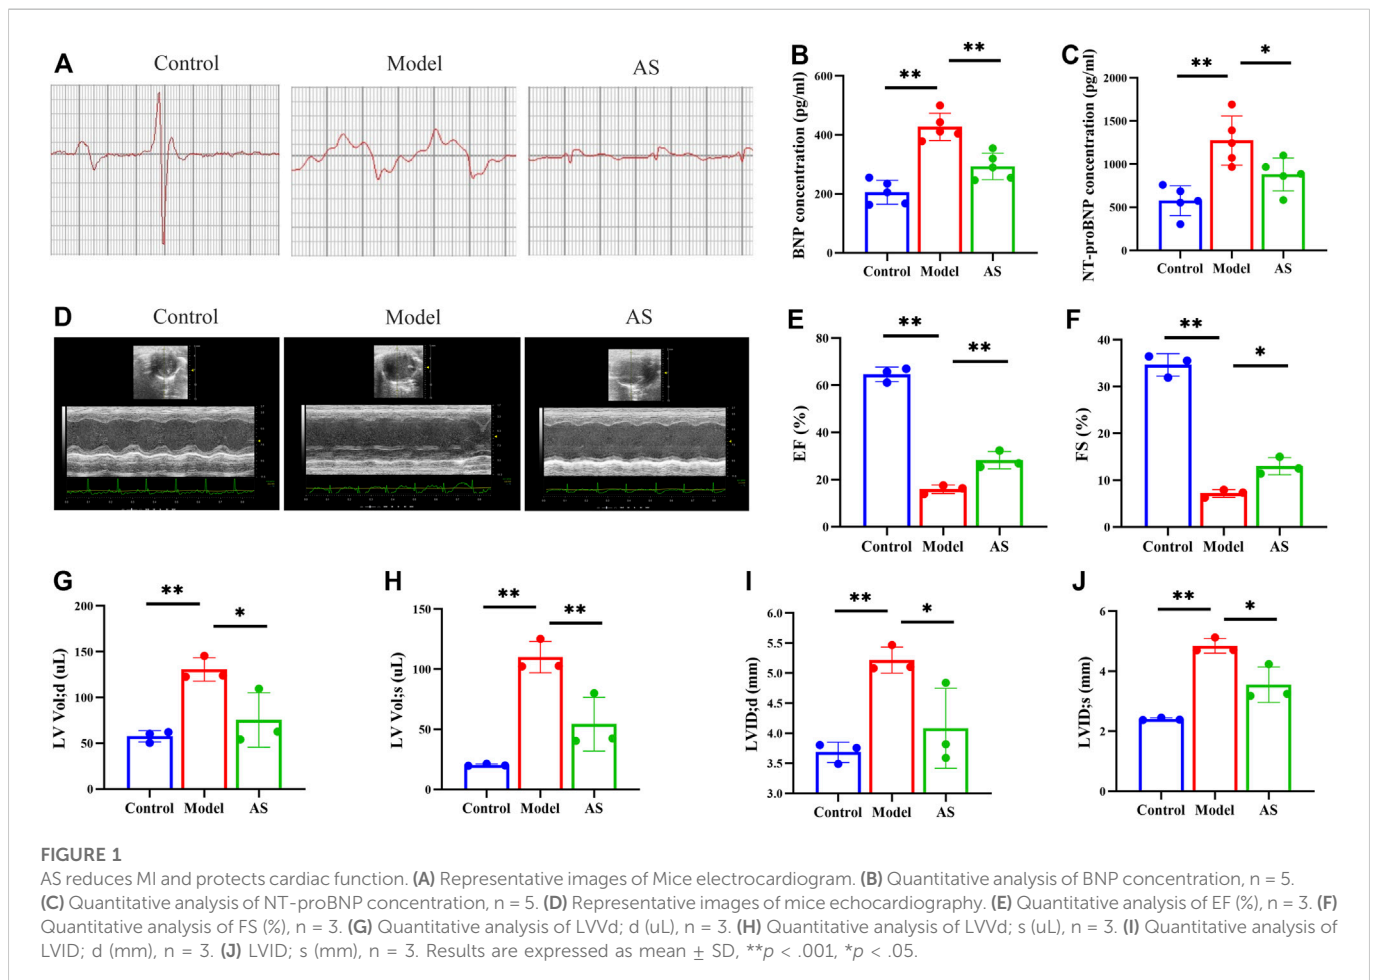 A
Control
Model
AS
B
BNP concentration (pg/ml)
600
400
200
0
**
**
Control
Model
AS
C
NT-proBNP concentration (pg/ml)
2000
1500
1000
500
0
**
*
Control
Model
AS
D
Control
Model
AS
E
EF (%)
80
60
40
20
0
**
**
Control
Model
AS
F
FS (%)
40
30
20
10
0
**
*
Control
Model
AS
G
LV Vol;d (uL)
200
150
100
50
0
**
*
Control
Model
AS
H
LV Vol;s (uL)
150
100
50
0
**
**
Control
Model
AS
I
LVID;d (mm)
6.0
5.5
5.0
4.5
4.0
3.5
3.0
**
*
Control
Model
AS
J
LVID;s (mm)
6
4
2
0
**
*
Control
Model
AS
FIGURE 1
AS reduces MI and protects cardiac function. (A) Representative images of Mice electrocardiogram. (B) Quantitative analysis of BNP concentration, n = 5.
(C) Quantitative analysis of NT-proBNP concentration, n = 5. (D) Representative images of mice echocardiography. (E) Quantitative analysis of EF (%), n = 3. (F)
Quantitative analysis of FS (%), n = 3. (G) Quantitative analysis of LVVd; d (uL), n = 3. (H) Quantitative analysis of LVVd; s (uL), n = 3. (I) Quantitative analysis of
LVID; d (mm), n = 3. (J) LVID; s (mm), n = 3. Results are expressed as mean ± SD, **p < .001, *p < .05.